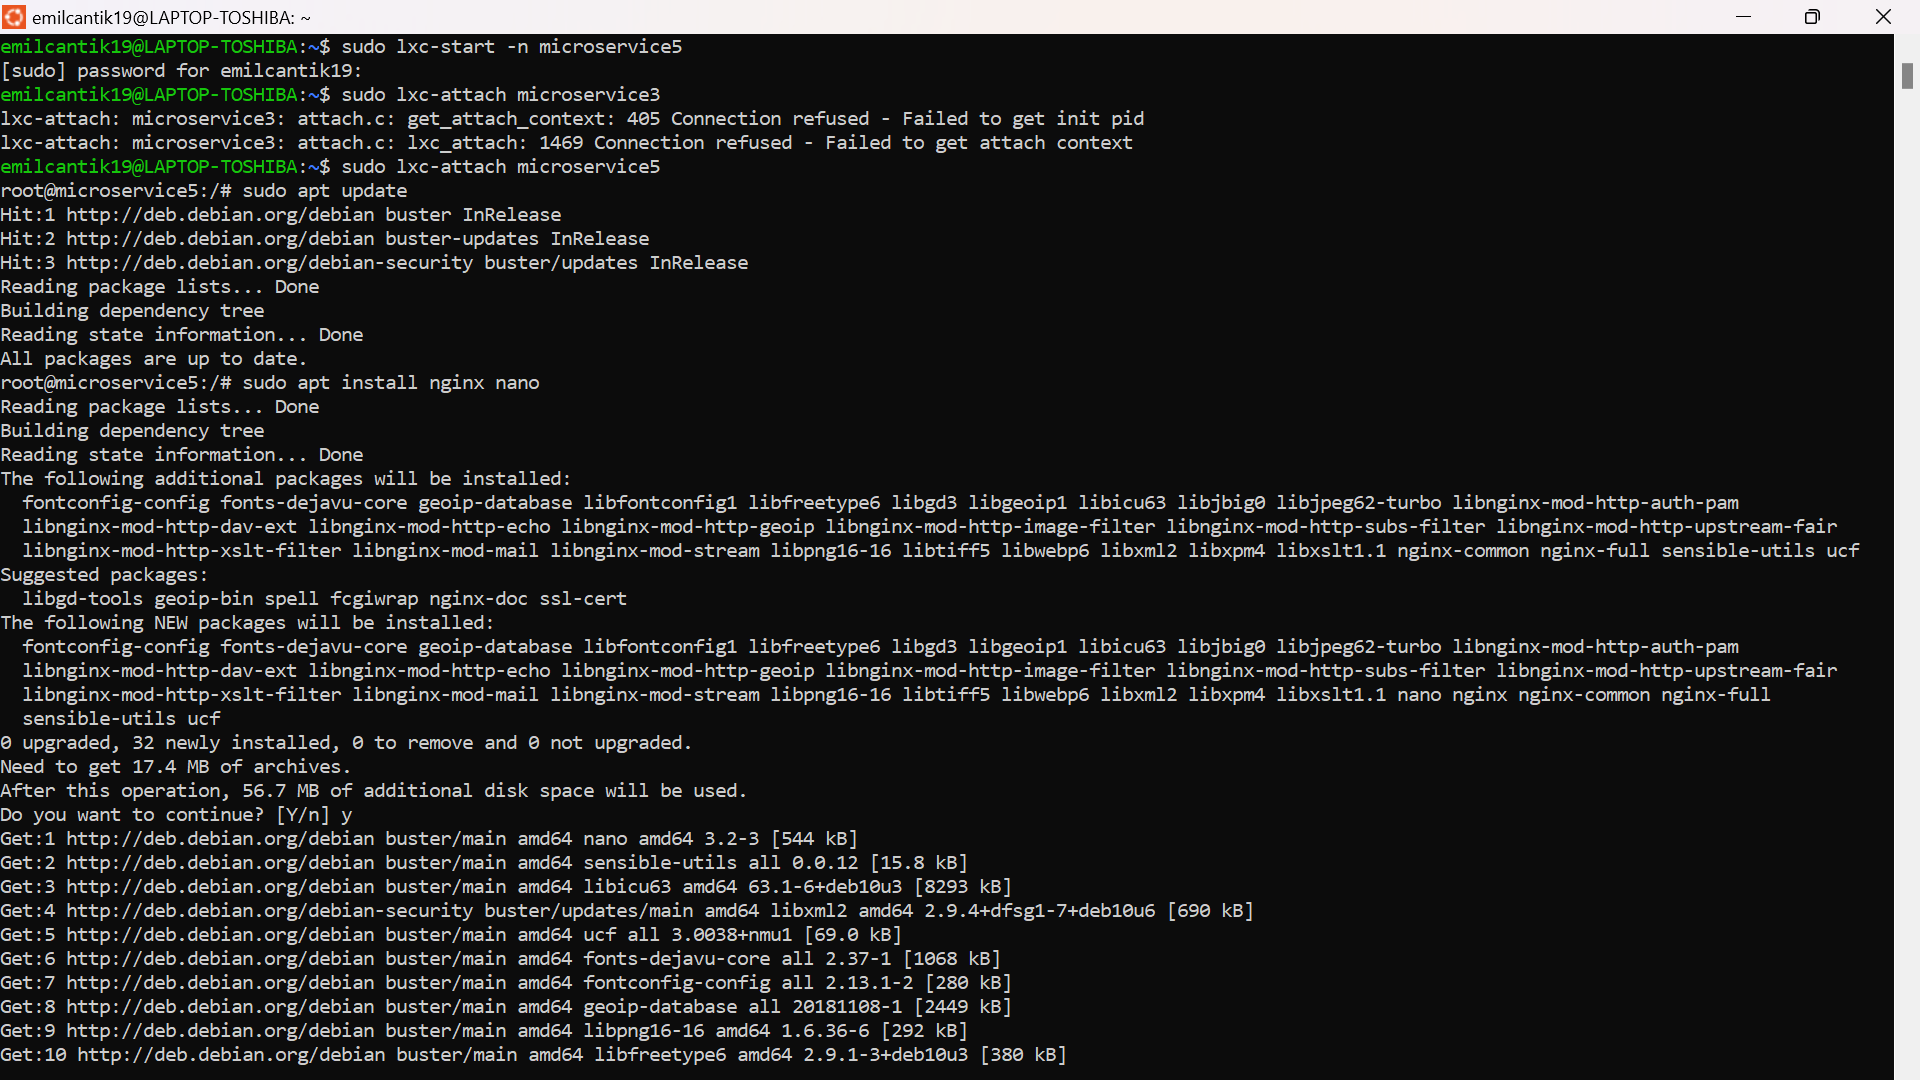 emilcantik19@LAPTOP-TOSHIBA: ~
emilcantik19@LAPTOP-TOSHIBA:~$ sudo lxc-start -n microservice5
[sudo] password for emilcantik19:
emilcantik19@LAPTOP-TOSHIBA:~$ sudo lxc-attach microservice3
lxc-attach: microservice3: attach.c: get_attach_context: 405 Connection refused - Failed to get init pid
lxc-attach: microservice3: attach.c: lxc_attach: 1469 Connection refused - Failed to get attach context
emilcantik19@LAPTOP-TOSHIBA:~$ sudo lxc-attach microservice5
root@microservice5:/# sudo apt update
Hit:1 http://deb.debian.org/debian buster InRelease
Hit:2 http://deb.debian.org/debian buster-updates InRelease
Hit:3 http://deb.debian.org/debian-security buster/updates InRelease
Reading package lists... Done
Building dependency tree
Reading state information... Done
All packages are up to date.
root@microservice5:/# sudo apt install nginx nano
Reading package lists... Done
Building dependency tree
Reading state information... Done
The following additional packages will be installed:
  fontconfig-config fonts-dejavu-core geoip-database libfontconfig1 libfreetype6 libgd3 libgeoip1 libicu63 libjbig0 libjpeg62-turbo libnginx-mod-http-auth-pam
  libnginx-mod-http-dav-ext libnginx-mod-http-echo libnginx-mod-http-geoip libnginx-mod-http-image-filter libnginx-mod-http-subs-filter libnginx-mod-http-upstream-fair
  libnginx-mod-http-xslt-filter libnginx-mod-mail libnginx-mod-stream libpng16-16 libtiff5 libwebp6 libxml2 libxpm4 libxslt1.1 nginx-common nginx-full sensible-utils ucf
Suggested packages:
  libgd-tools geoip-bin spell fcgiwrap nginx-doc ssl-cert
The following NEW packages will be installed:
  fontconfig-config fonts-dejavu-core geoip-database libfontconfig1 libfreetype6 libgd3 libgeoip1 libicu63 libjbig0 libjpeg62-turbo libnginx-mod-http-auth-pam
  libnginx-mod-http-dav-ext libnginx-mod-http-echo libnginx-mod-http-geoip libnginx-mod-http-image-filter libnginx-mod-http-subs-filter libnginx-mod-http-upstream-fair
  libnginx-mod-http-xslt-filter libnginx-mod-mail libnginx-mod-stream libpng16-16 libtiff5 libwebp6 libxml2 libxpm4 libxslt1.1 nano nginx nginx-common nginx-full
  sensible-utils ucf
0 upgraded, 32 newly installed, 0 to remove and 0 not upgraded.
Need to get 17.4 MB of archives.
After this operation, 56.7 MB of additional disk space will be used.
Do you want to continue? [Y/n] y
Get:1 http://deb.debian.org/debian buster/main amd64 nano amd64 3.2-3 [544 kB]
Get:2 http://deb.debian.org/debian buster/main amd64 sensible-utils all 0.0.12 [15.8 kB]
Get:3 http://deb.debian.org/debian buster/main amd64 libicu63 amd64 63.1-6+deb10u3 [8293 kB]
Get:4 http://deb.debian.org/debian-security buster/updates/main amd64 libxml2 amd64 2.9.4+dfsg1-7+deb10u6 [690 kB]
Get:5 http://deb.debian.org/debian buster/main amd64 ucf all 3.0038+nmu1 [69.0 kB]
Get:6 http://deb.debian.org/debian buster/main amd64 fonts-dejavu-core all 2.37-1 [1068 kB]
Get:7 http://deb.debian.org/debian buster/main amd64 fontconfig-config all 2.13.1-2 [280 kB]
Get:8 http://deb.debian.org/debian buster/main amd64 geoip-database all 20181108-1 [2449 kB]
Get:9 http://deb.debian.org/debian buster/main amd64 libpng16-16 amd64 1.6.36-6 [292 kB]
Get:10 http://deb.debian.org/debian buster/main amd64 libfreetype6 amd64 2.9.1-3+deb10u3 [380 kB]